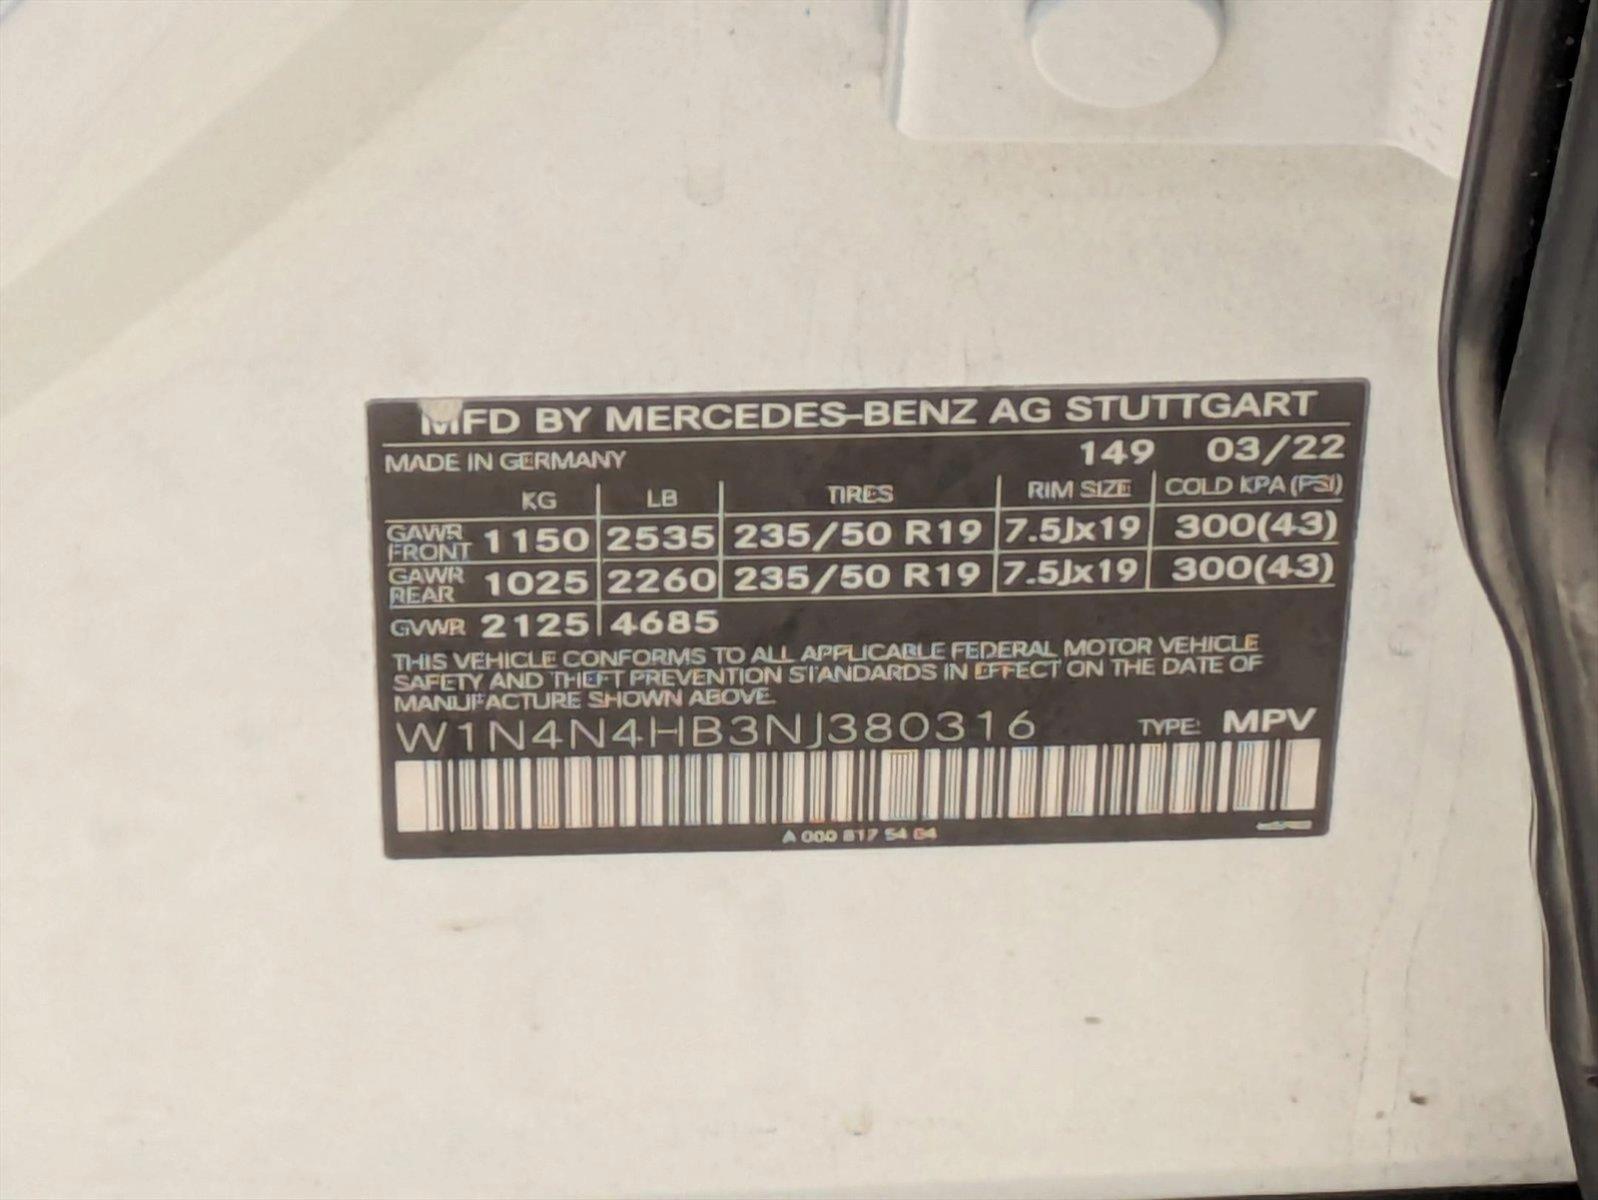 MFD BY MERCEDES-BENZ AG STUTTGART
MADE IN GERMANY 149 03/22
KG LB TIRES RIM SIZE COLD KPA (PSI)
GAWR FRONT 1150 2535 235/50 R19 7.5Jx19 300(43)
GAWR REAR 1025 2260 235/50 R19 7.5Jx19 300(43)
GVWR 2125 4685
THIS VEHICLE CONFORMS TO ALL APPLICABLE FEDERAL MOTOR VEHICLE
SAFETY AND THEFT PREVENTION STANDARDS IN EFFECT ON THE DATE OF
MANUFACTURE SHOWN ABOVE.
W1N4N4HB3NJ380316 TYPE: MPV
A 000 817 54 04